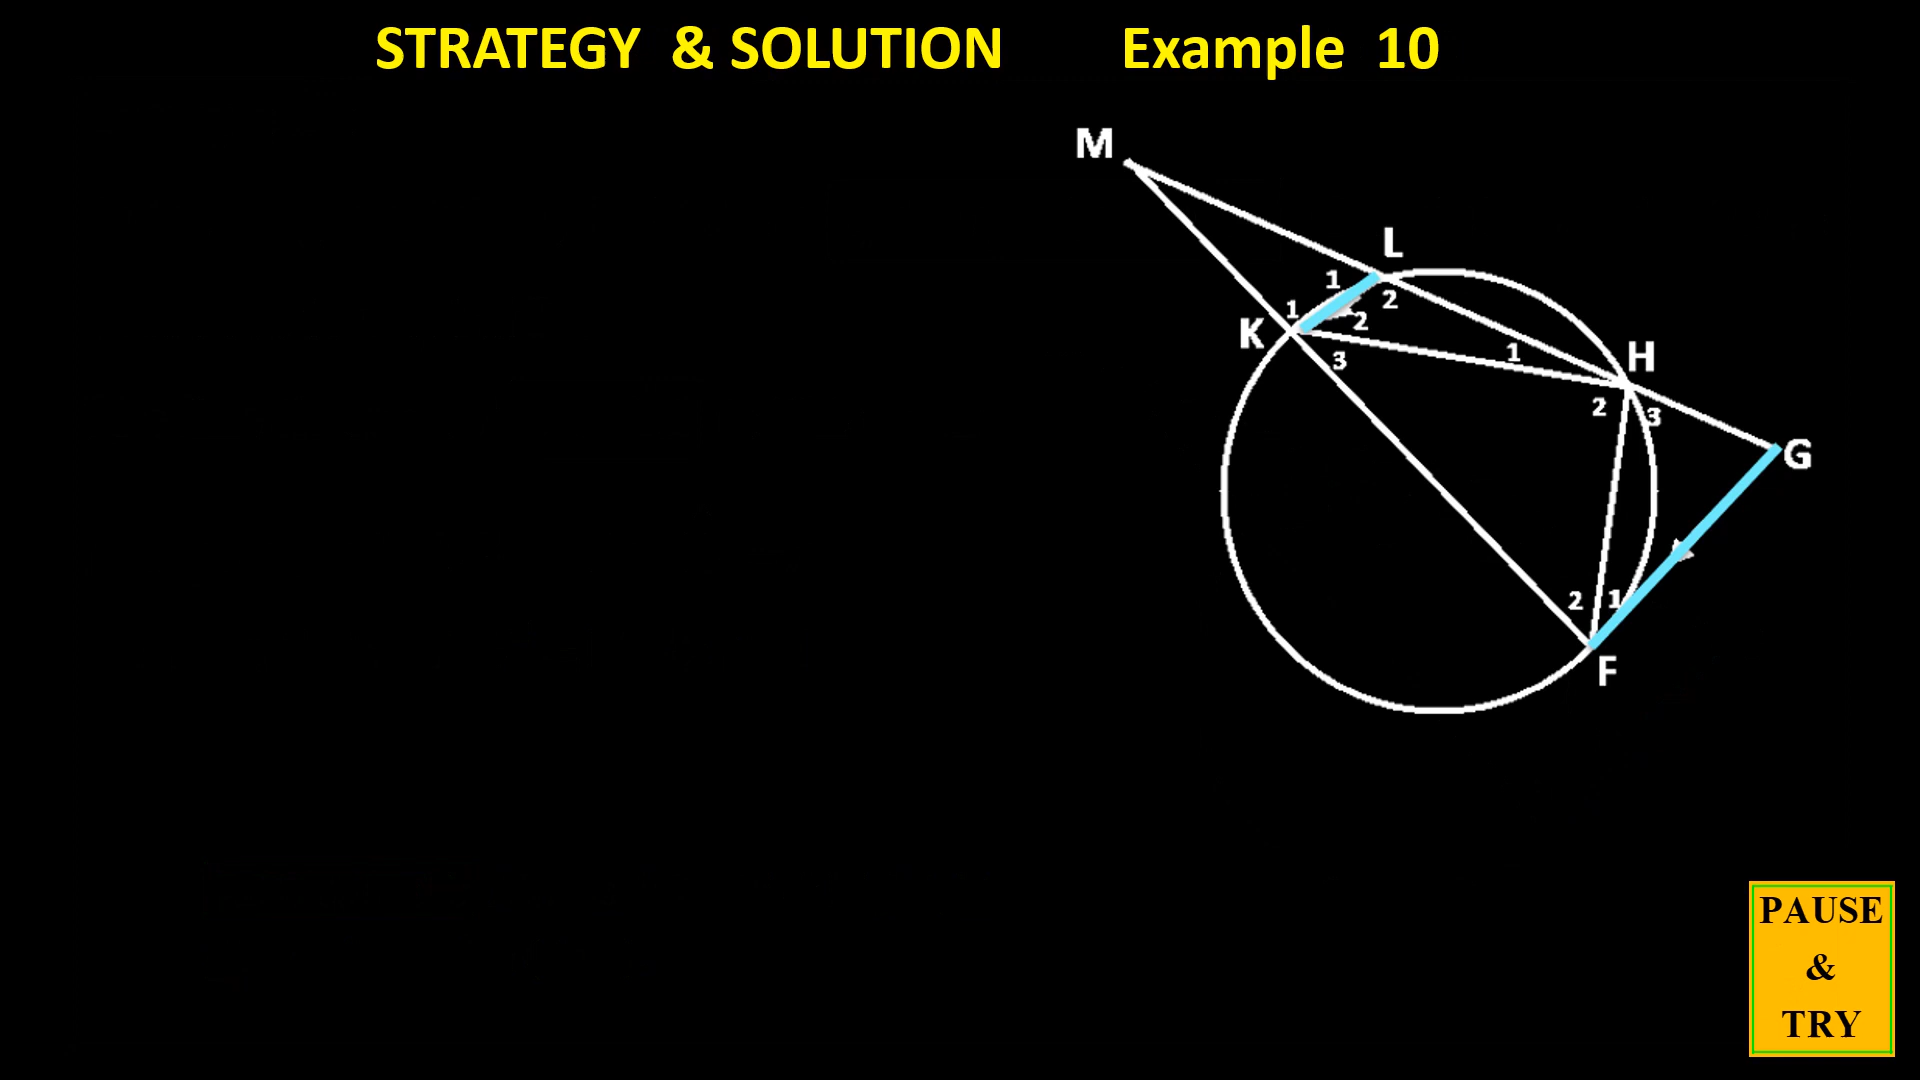 STRATEGY & SOLUTION Example 10
M
L
1
2
1
K
2
3
1
H
2
3
G
2
1
F
PAUSE
&
TRY